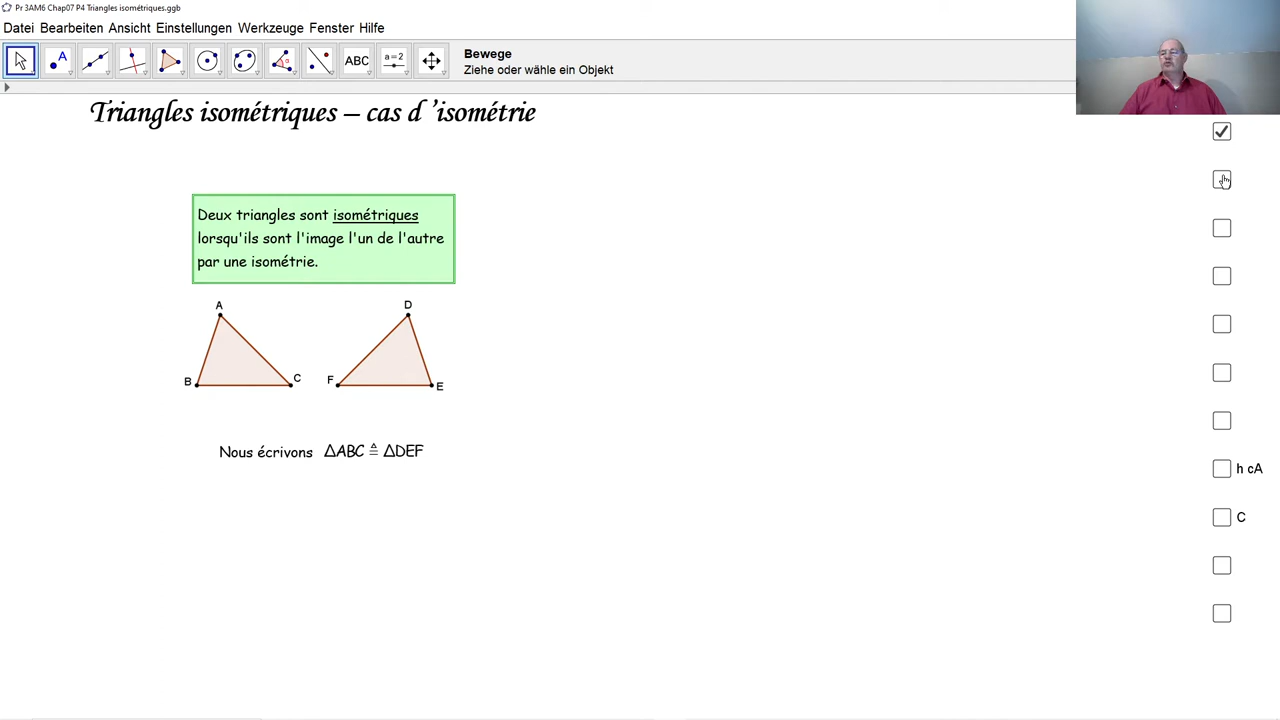 Pr 3AM6 Chap07 P4 Triangles isométriques.ggb
Datei Bearbeiten Ansicht Einstellungen Werkzeuge Fenster Hilfe
A
α
ABC
a=2
Bewege
Ziehe oder wähle ein Objekt
Triangles isométriques – cas d 'isométrie
Deux triangles sont isométriques
lorsqu'ils sont l'image l'un de l'autre
par une isométrie.
A
D
B
C
F
E
Nous écrivons ΔABC ≙ ΔDEF
h cA
C